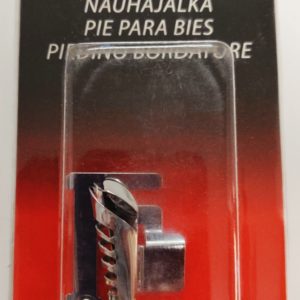 NAUHAJALKA
PIE PARA BIES
PIEDINO BORDATORE